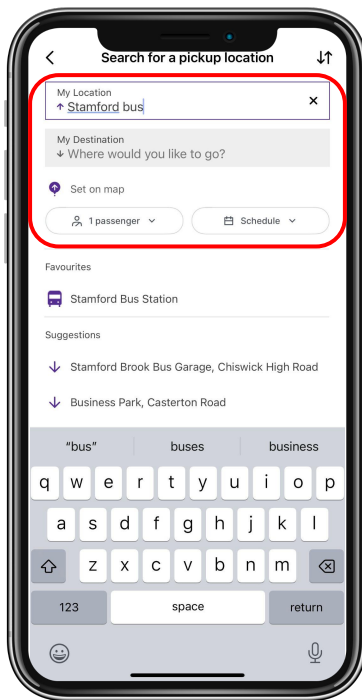 Search for a pickup location
My Location
Stamford bus
My Destination
Where would you like to go?
Set on map
1 passenger
Schedule
Favourites
Stamford Bus Station
Suggestions
Stamford Brook Bus Garage, Chiswick High Road
Business Park, Casterton Road
"bus" buses business
q w e r t y u i o p
a s d f g h j k l
z x c v b n m
123 space return